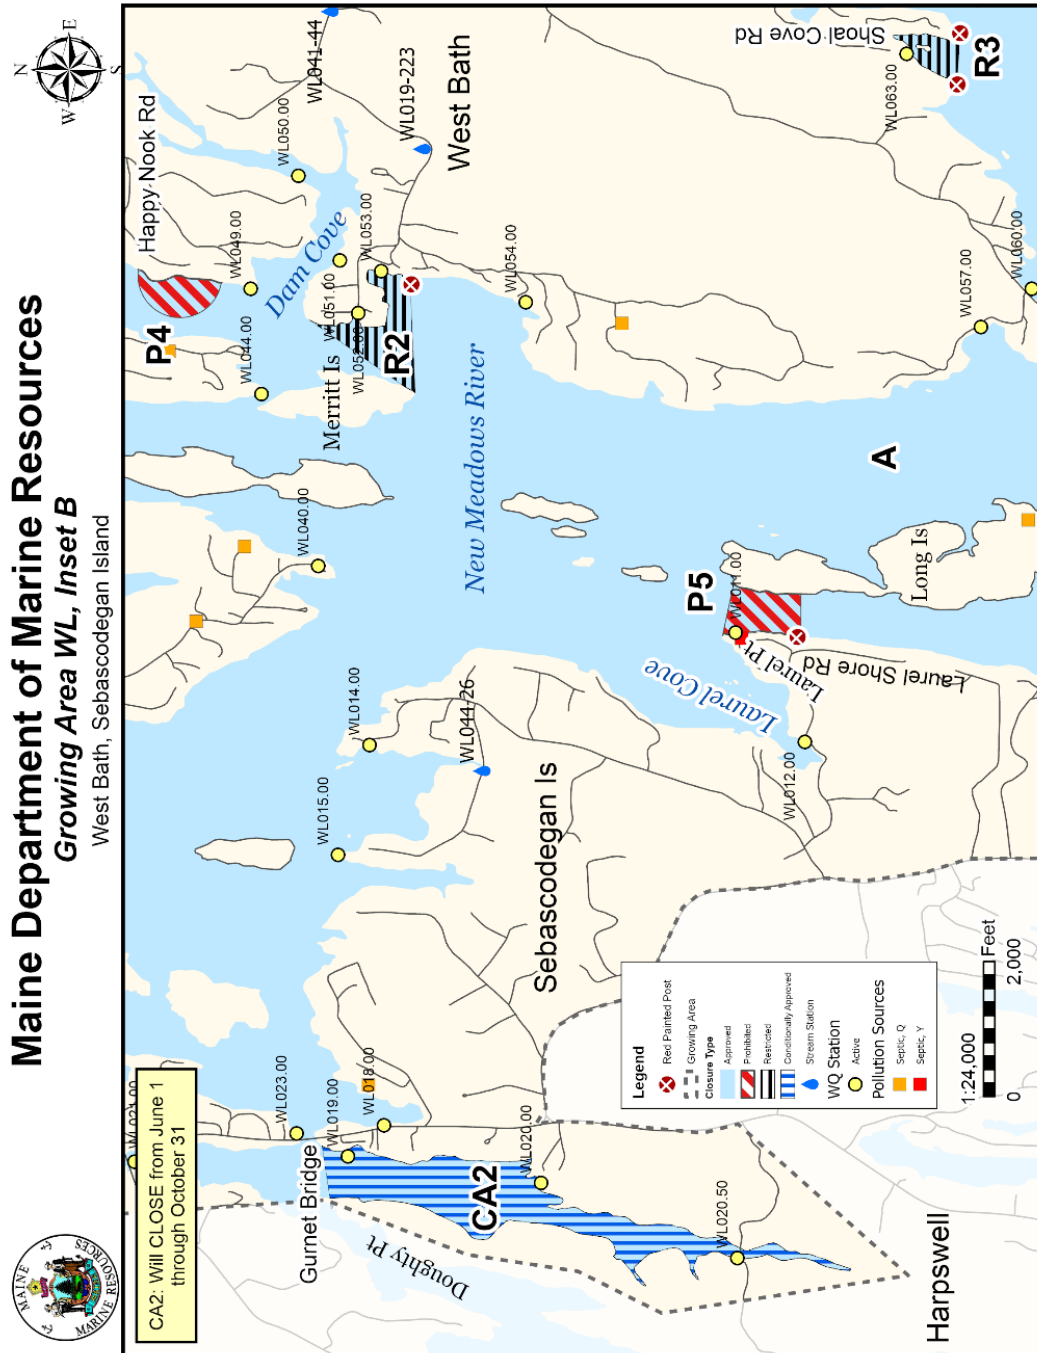 Maine Department of Marine Resources
Growing Area WL, Inset B
West Bath, Sebascodegan Island
MAINE
MARINE RESOURCES
N
E
S
W
CA2: Will CLOSE from June 1
through October 31
WL023.00
WL019.00
WL018.00
Gurnet Bridge
CA2
WL020.00
Doughty Pt
WL020.50
Harpswell
WL015.00
WL014.00
WL044-26
Sebascodegan Is
WL040.00
New Meadows River
P4
Happy Nook Rd
WL049.00
WL044.00
WL050.00
Dam Cove
WL041-44
WL019-223
West Bath
WL053.00
WL051.00
WL052.00
Merritt Is
R2
WL054.00
Shoal Cove Rd
WL063.00
R3
WL057.00
WL060.00
A
Long Is
P5
WL011.00
Laurel Pt
Laurel Shore Rd
Laurel Cove
WL012.00
Legend
Red Painted Post
Growing Area
Closure Type
Approved
Prohibited
Restricted
Conditionally Approved
Stream Station
WQ Station
Active
Pollution Sources
Septic, Q
Septic, Y
1:24,000
Feet
0
2,000